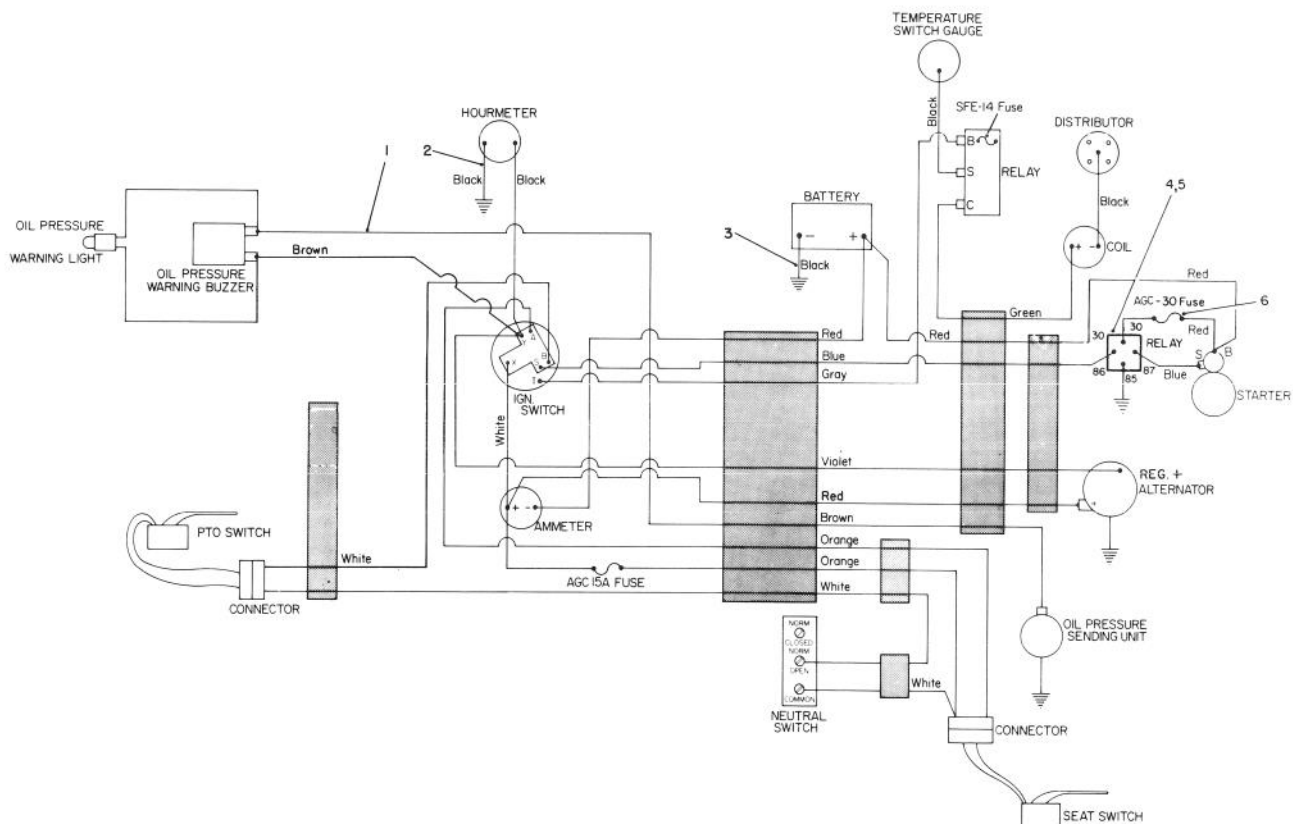 TEMPERATURE
SWITCH GAUGE
Black
SFE-14 Fuse
B
S
C
RELAY
DISTRIBUTOR
Black
COIL
+
-
HOURMETER
Black
Black
1
2
OIL PRESSURE
WARNING LIGHT
OIL PRESSURE
WARNING BUZZER
Brown
BATTERY
-
+
3
Black
4,5
Red
AGC-30 Fuse
6
Red
30
30
RELAY
86
85
87
Blue
S
B
STARTER
Green
Red
Red
Blue
Gray
Y
A
X
S
B
IGN.
SWITCH
White
Violet
Red
Brown
Orange
Orange
White
REG. +
ALTERNATOR
+
+
-
AMMETER
AGC 15A FUSE
PTO SWITCH
White
CONNECTOR
NORM
CLOSED
NORM
OPEN
COMMON
NEUTRAL
SWITCH
White
OIL PRESSURE
SENDING UNIT
CONNECTOR
SEAT SWITCH